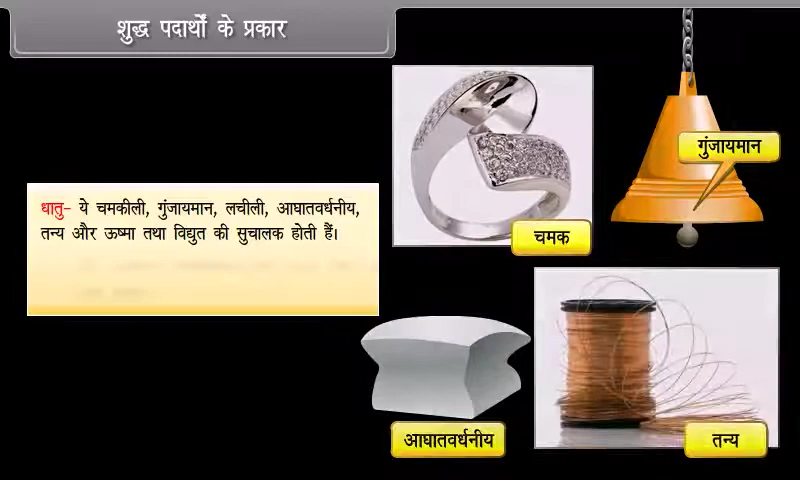 शुद्ध पदार्थों के प्रकार
धातु- ये चमकीली, गुंजायमान, लचीली, आघातवर्धनीय,
तन्य और ऊष्मा तथा विद्युत की सुचालक होती हैं।
गुंजायमान
चमक
आघातवर्धनीय
तन्य